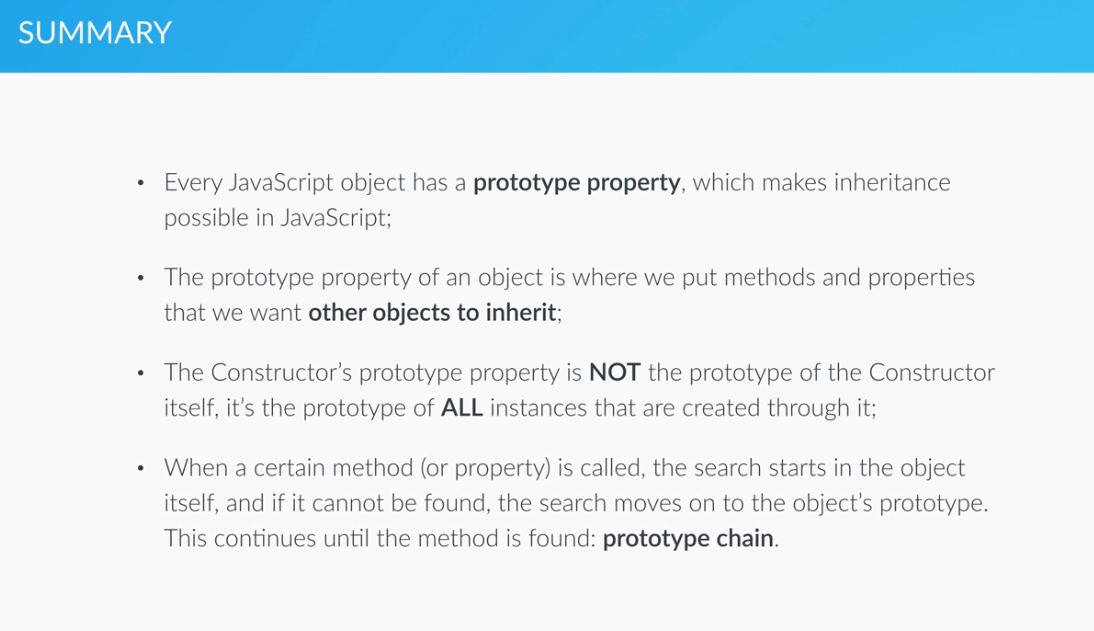 SUMMARY
• Every JavaScript object has a prototype property, which makes inheritance
possible in JavaScript;
• The prototype property of an object is where we put methods and properties
that we want other objects to inherit;
• The Constructor’s prototype property is NOT the prototype of the Constructor
itself, it’s the prototype of ALL instances that are created through it;
• When a certain method (or property) is called, the search starts in the object
itself, and if it cannot be found, the search moves on to the object’s prototype.
This continues until the method is found: prototype chain.